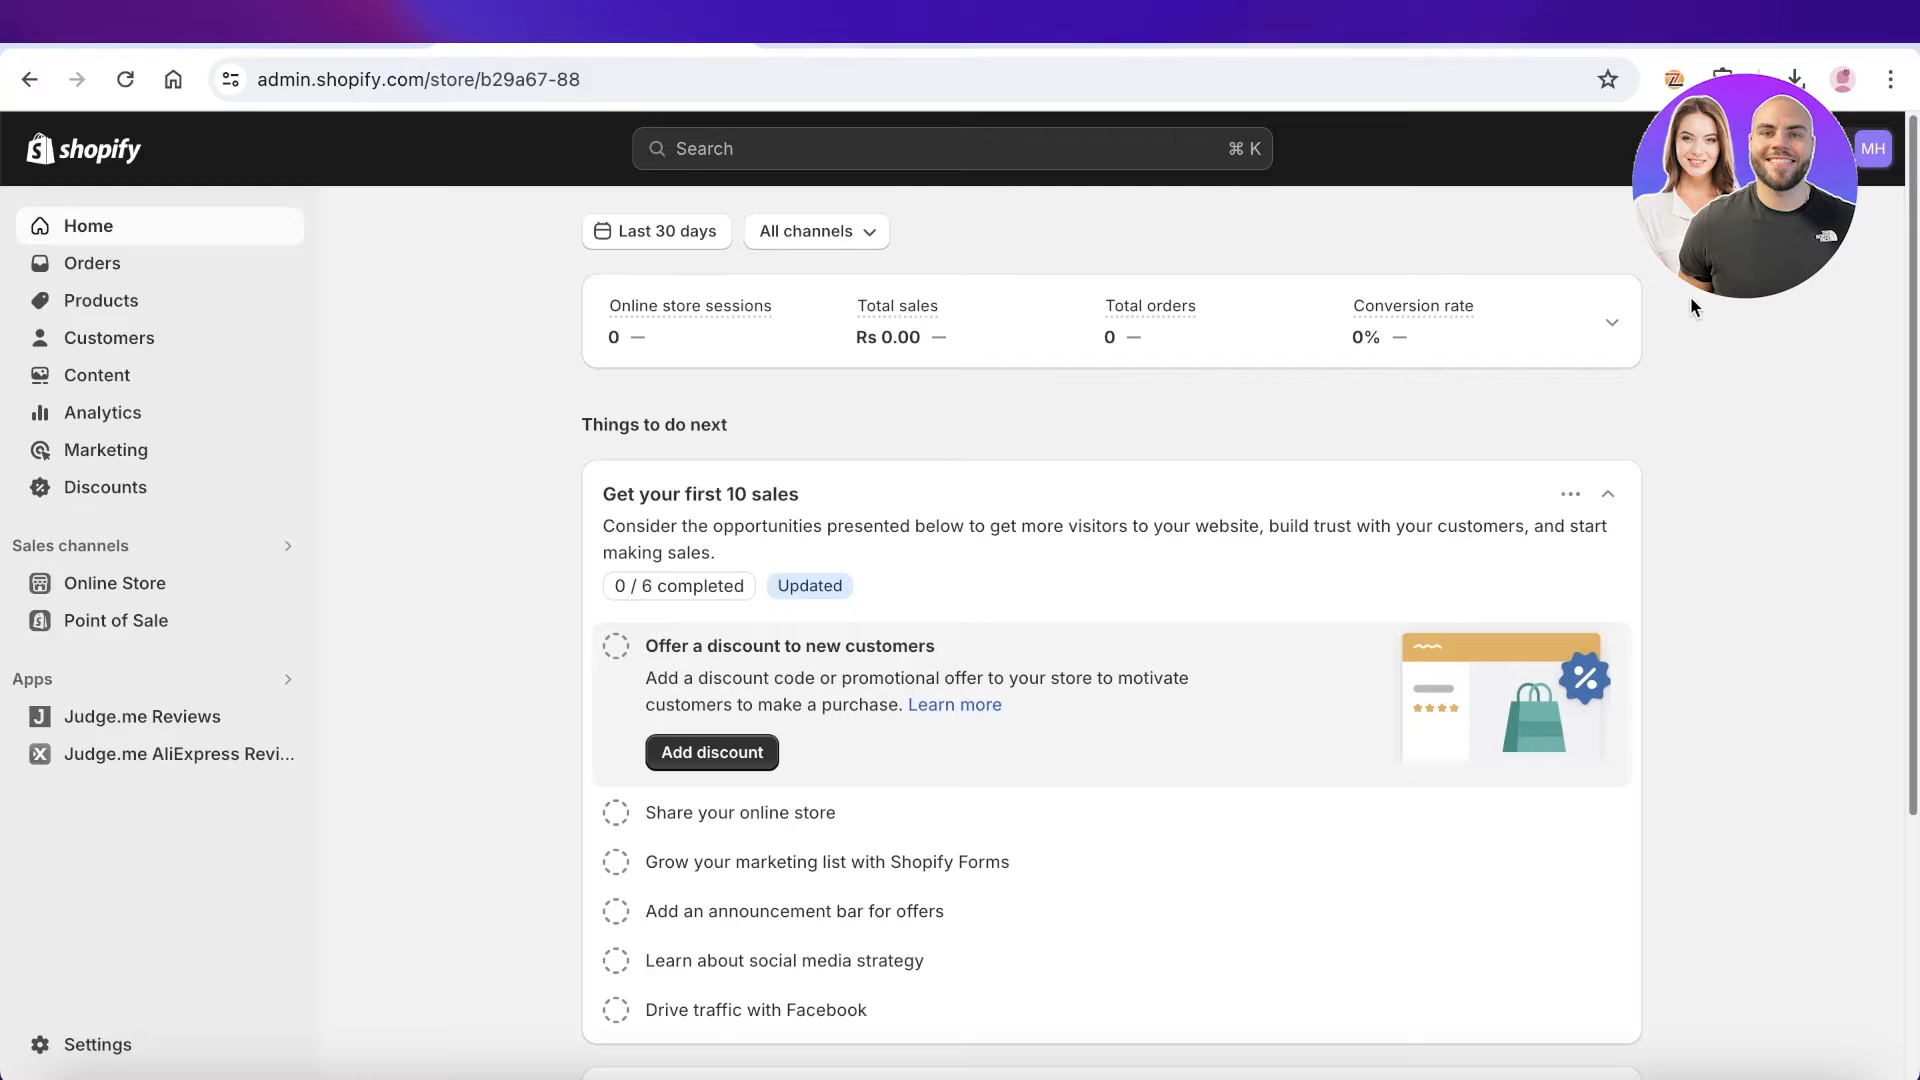 admin.shopify.com/store/b29a67-88
shopify
Search
⌘ K
MH
Home
Orders
Products
Customers
Content
Analytics
Marketing
Discounts
Sales channels
Online Store
Point of Sale
Apps
Judge.me Reviews
Judge.me AliExpress Revi...
Settings
Last 30 days
All channels
Online store sessions
0 —
Total sales
Rs 0.00 —
Total orders
0 —
Conversion rate
0% —
Things to do next
Get your first 10 sales
Consider the opportunities presented below to get more visitors to your website, build trust with your customers, and start
making sales.
0 / 6 completed
Updated
Offer a discount to new customers
Add a discount code or promotional offer to your store to motivate
customers to make a purchase. Learn more
Add discount
Share your online store
Grow your marketing list with Shopify Forms
Add an announcement bar for offers
Learn about social media strategy
Drive traffic with Facebook